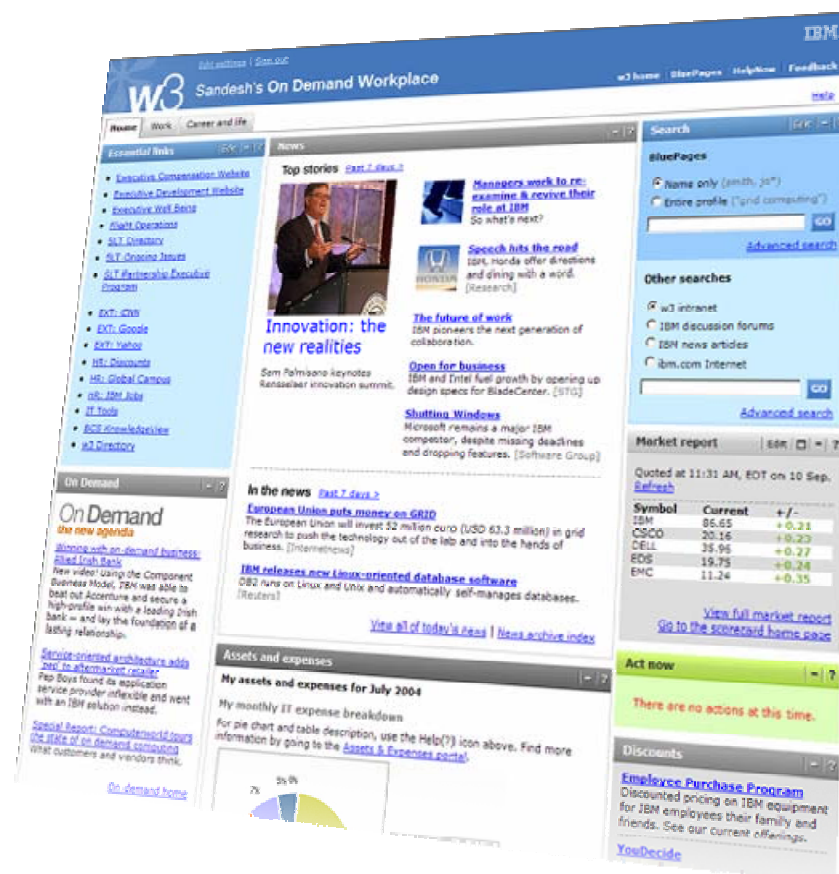 Edit settings | Sign out
IBM
w3
Sandesh's On Demand Workplace
w3 home BluePages HelpNow Feedback
Help
Home Work Career and life
Essential links
Edit
Executive Compensation Website
Executive Development Website
Executive Well Being
Flight Operations
SLT Directory
SLT Ongoing Issues
SLT Partnership Executive
Program
EXT: CNN
EXT: Google
EXT: Yahoo
HR: Discounts
HR: Global Campus
HR: IBM Jobs
IT Tools
BCS KnowledgeView
w3 Directory
On Demand
On Demand
the new agenda
Winning with on demand business:
Allied Irish Bank
New video! Using the Component
Business Model, IBM was able to
beat out Accenture and secure a
high-profile win with a leading Irish
bank — and lay the foundation of a
lasting relationship.
Service-oriented architecture adds
'pep' to aftermarket retailer
Pep Boys found its application
service provider inflexible and went
with an IBM solution instead.
Special Report: Computerworld tours
the state of on demand computing
What customers and vendors think.
On demand home
News
Top stories Past 7 days >
Innovation: the
new realities
Sam Palmisano keynotes
Rensselaer innovation summit.
Managers work to re-
examine & revive their
role at IBM
So what's next?
HONDA
Speech hits the road
IBM, Honda offer directions
and dining with a word.
[Research]
The future of work
IBM pioneers the next generation of
collaboration.
Open for business
IBM and Intel fuel growth by opening up
design specs for BladeCenter. [STG]
Shutting Windows
Microsoft remains a major IBM
competitor, despite missing deadlines
and dropping features. [Software Group]
In the news Past 7 days >
European Union puts money on GRID
The European Union will invest 52 million euro (USD 63.3 million) in grid
research to push the technology out of the lab and into the hands of
business. [Internetnews]
IBM releases new Linux-oriented database software
DB2 runs on Linux and Unix and automatically self-manages databases.
[Reuters]
View all of today's news | News archive index
Assets and expenses
My assets and expenses for July 2004
My monthly IT expense breakdown
For pie chart and table description, use the Help(?) icon above. Find more
information by going to the Assets & Expenses portal.
7% 5% 0%
Search
Edit
BluePages
Name only (smith, jo*)
Entire profile ("grid computing")
GO
Advanced search
Other searches
w3 intranet
IBM discussion forums
IBM news articles
ibm.com Internet
GO
Advanced search
Market report
Edit
Quoted at 11:31 AM, EDT on 10 Sep.
Refresh
Symbol Current +/-
IBM 86.65 +0.21
CSCO 20.16 +0.23
DELL 35.96 +0.27
EDS 19.75 +0.24
EMC 11.24 +0.35
View full market report
Go to the scorecard home page
Act now
There are no actions at this time.
Discounts
Employee Purchase Program
Discounted pricing on IBM equipment
for IBM employees their familly and
friends. See our current offerings.
YouDecide